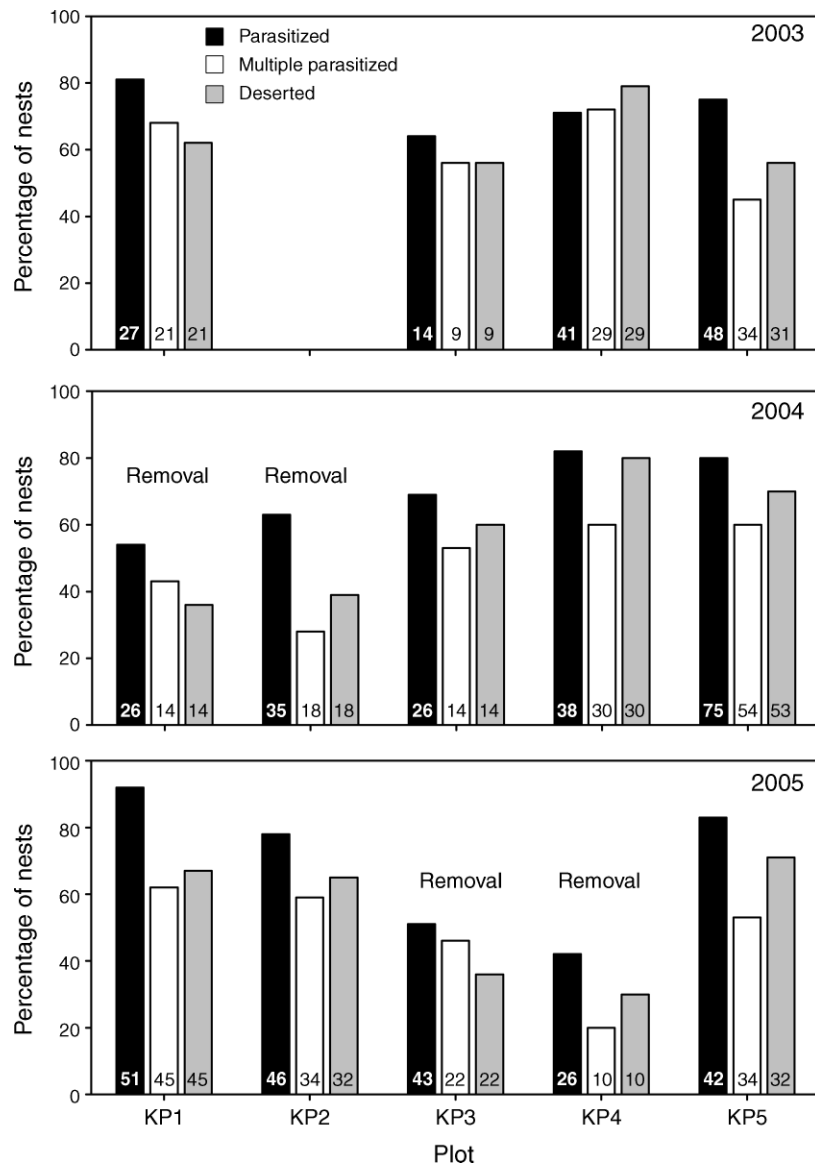 2003
Parasitized
Multiple parasitized
Deserted
Percentage of nests
100
80
60
40
20
0
27 21 21 14 9 9 41 29 29 48 34 31
2004
Removal Removal
Percentage of nests
100
80
60
40
20
0
26 14 14 35 18 18 26 14 14 38 30 30 75 54 53
2005
Removal Removal
Percentage of nests
100
80
60
40
20
0
51 45 45 46 34 32 43 22 22 26 10 10 42 34 32
KP1 KP2 KP3 KP4 KP5
Plot